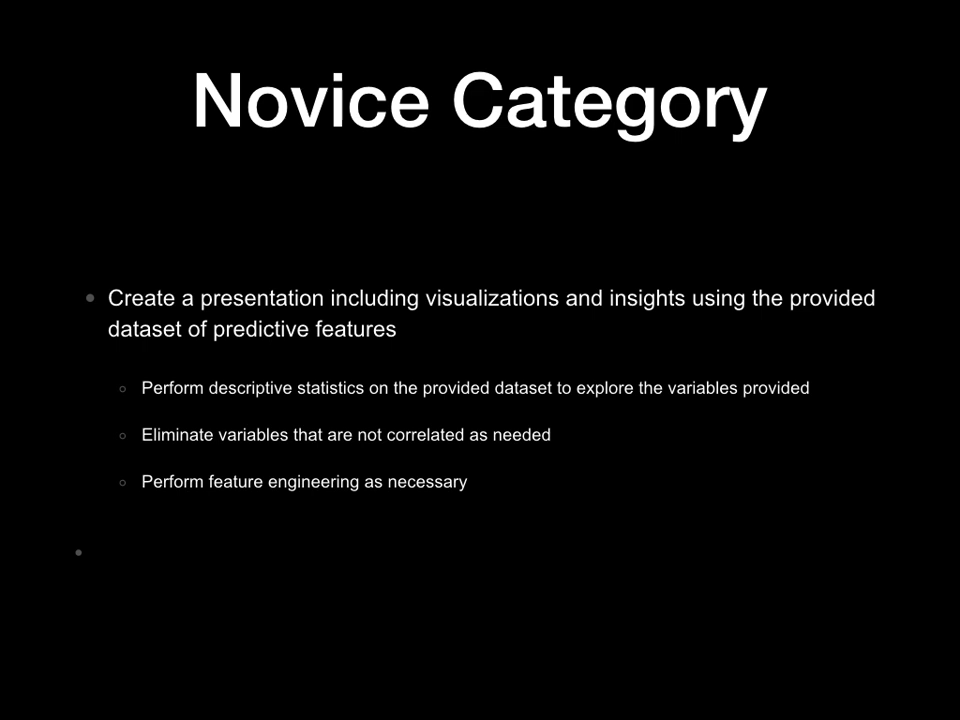 Novice Category
• Create a presentation including visualizations and insights using the provided
dataset of predictive features
○ Perform descriptive statistics on the provided dataset to explore the variables provided
○ Eliminate variables that are not correlated as needed
○ Perform feature engineering as necessary
•